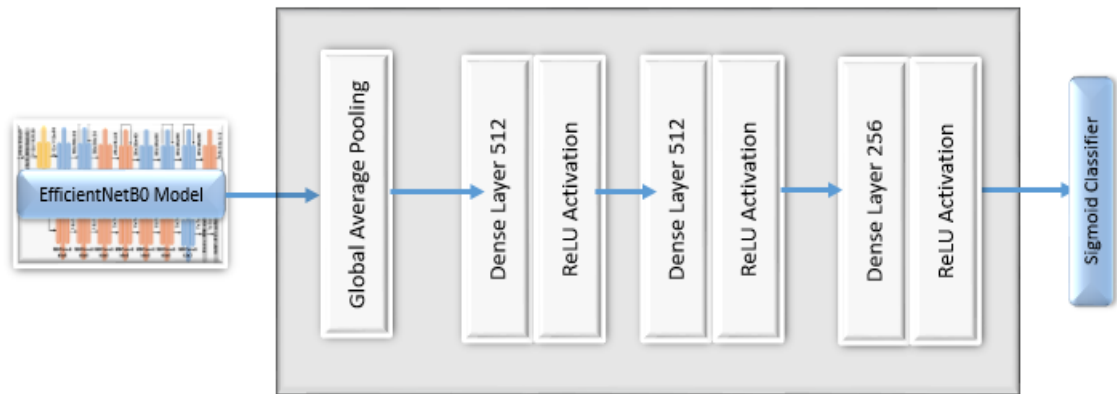 EfficientNetB0 Model
Global Average Pooling
Dense Layer 512
ReLU Activation
Dense Layer 512
ReLU Activation
Dense Layer 256
ReLU Activation
Sigmoid Classifier